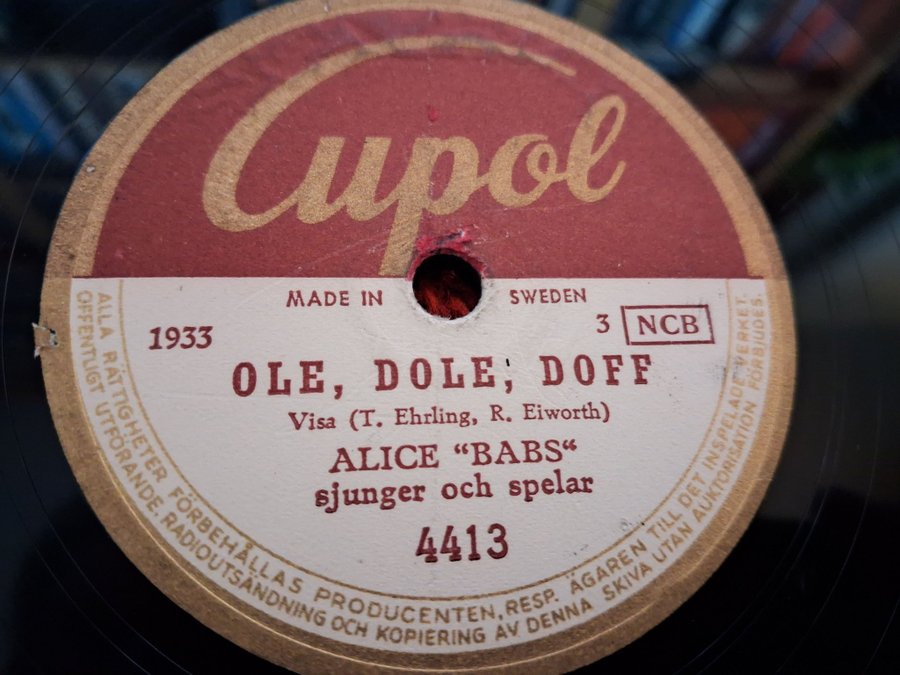 Cupol
MADE IN SWEDEN
1933
3 NCB
OLE, DOLE, DOFF
Visa (T. Ehrling, R. Eiworth)
ALICE “BABS“
sjunger och spelar
4413
ALLA RÄTTIGHETER FÖRBEHÅLLAS PRODUCENTEN, RESP. ÄGAREN TILL DET INSPELADE VERKET.
OFFENTLIGT UTFÖRANDE, RADIOUTSÄNDNING OCH KOPIERING AV DENNA SKIVA UTAN AUKTORISATION FÖRBJUDES.